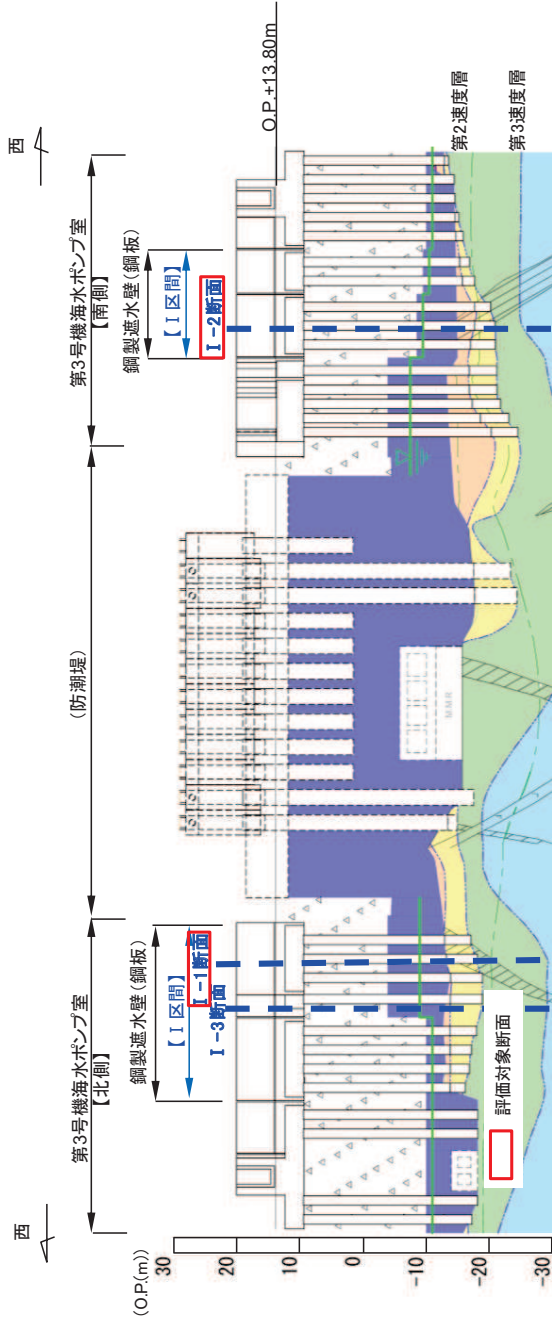 西
第3号機海水ポンプ室
【北側】
鋼製遮水壁(鋼板)
【Ⅰ区間】
Ⅰ-1断面
Ⅰ-3断面
(防潮堤)
西
第3号機海水ポンプ室
【南側】
鋼製遮水壁(鋼板)
【Ⅰ区間】
Ⅰ-2断面
O.P.+13.80m
(O.P.(m))
30
20
10
0
-10
-20
-30
MMR
第2速度層
第3速度層
評価対象断面